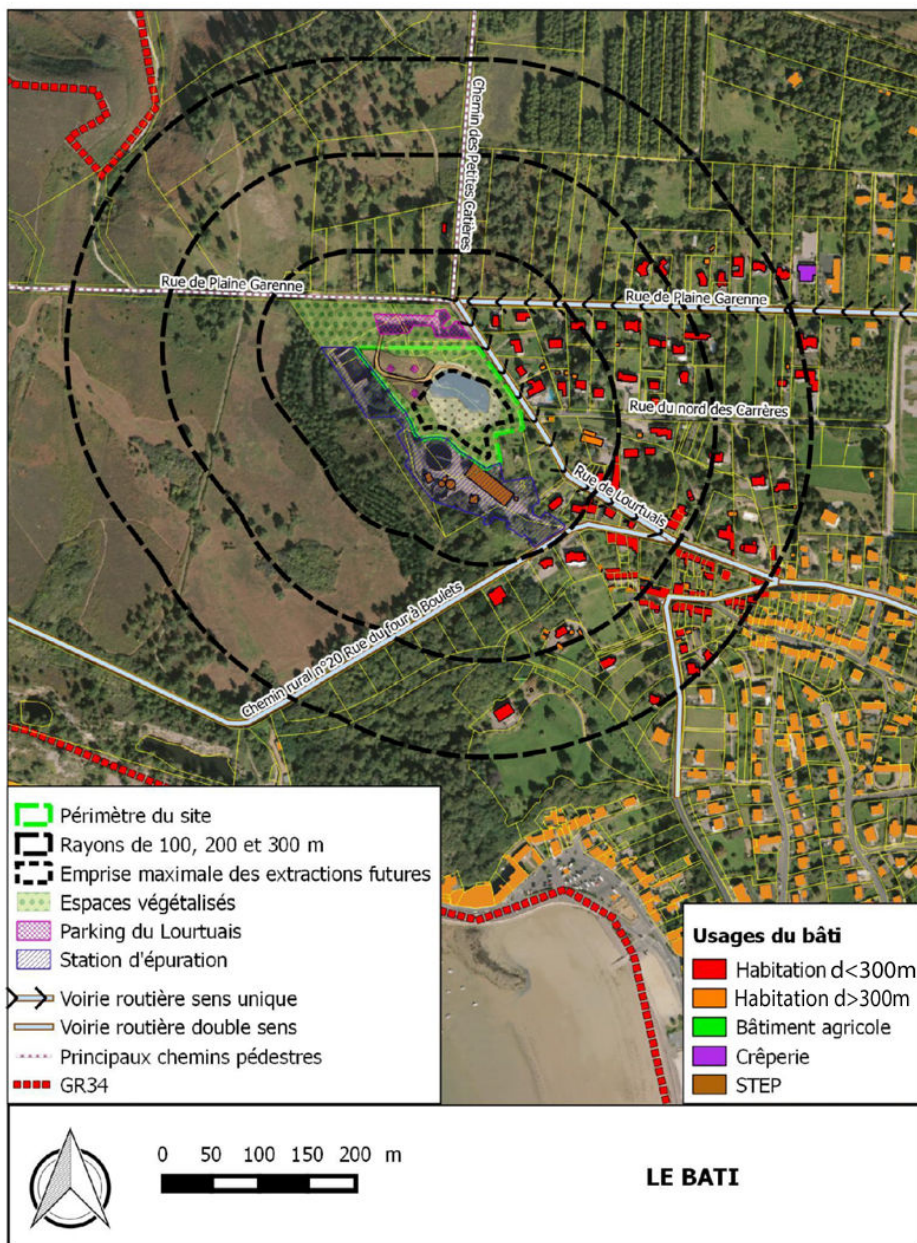 Chemin des Petites Catières
Rue de Plaine Garenne
Rue de Plaine Garenne
Rue du nord des Carrères
Rue de Lourtuais
Chemin rural n°20 Rue du four à Boulets
Périmètre du site
Rayons de 100, 200 et 300 m
Emprise maximale des extractions futures
Espaces végétalisés
Parking du Lourtuais
Station d'épuration
Voirie routière sens unique
Voirie routière double sens
Principaux chemins pédestres
GR34
Usages du bâti
Habitation d<300m
Habitation d>300m
Bâtiment agricole
Crêperie
STEP
0 50 100 150 200 m
LE BATI